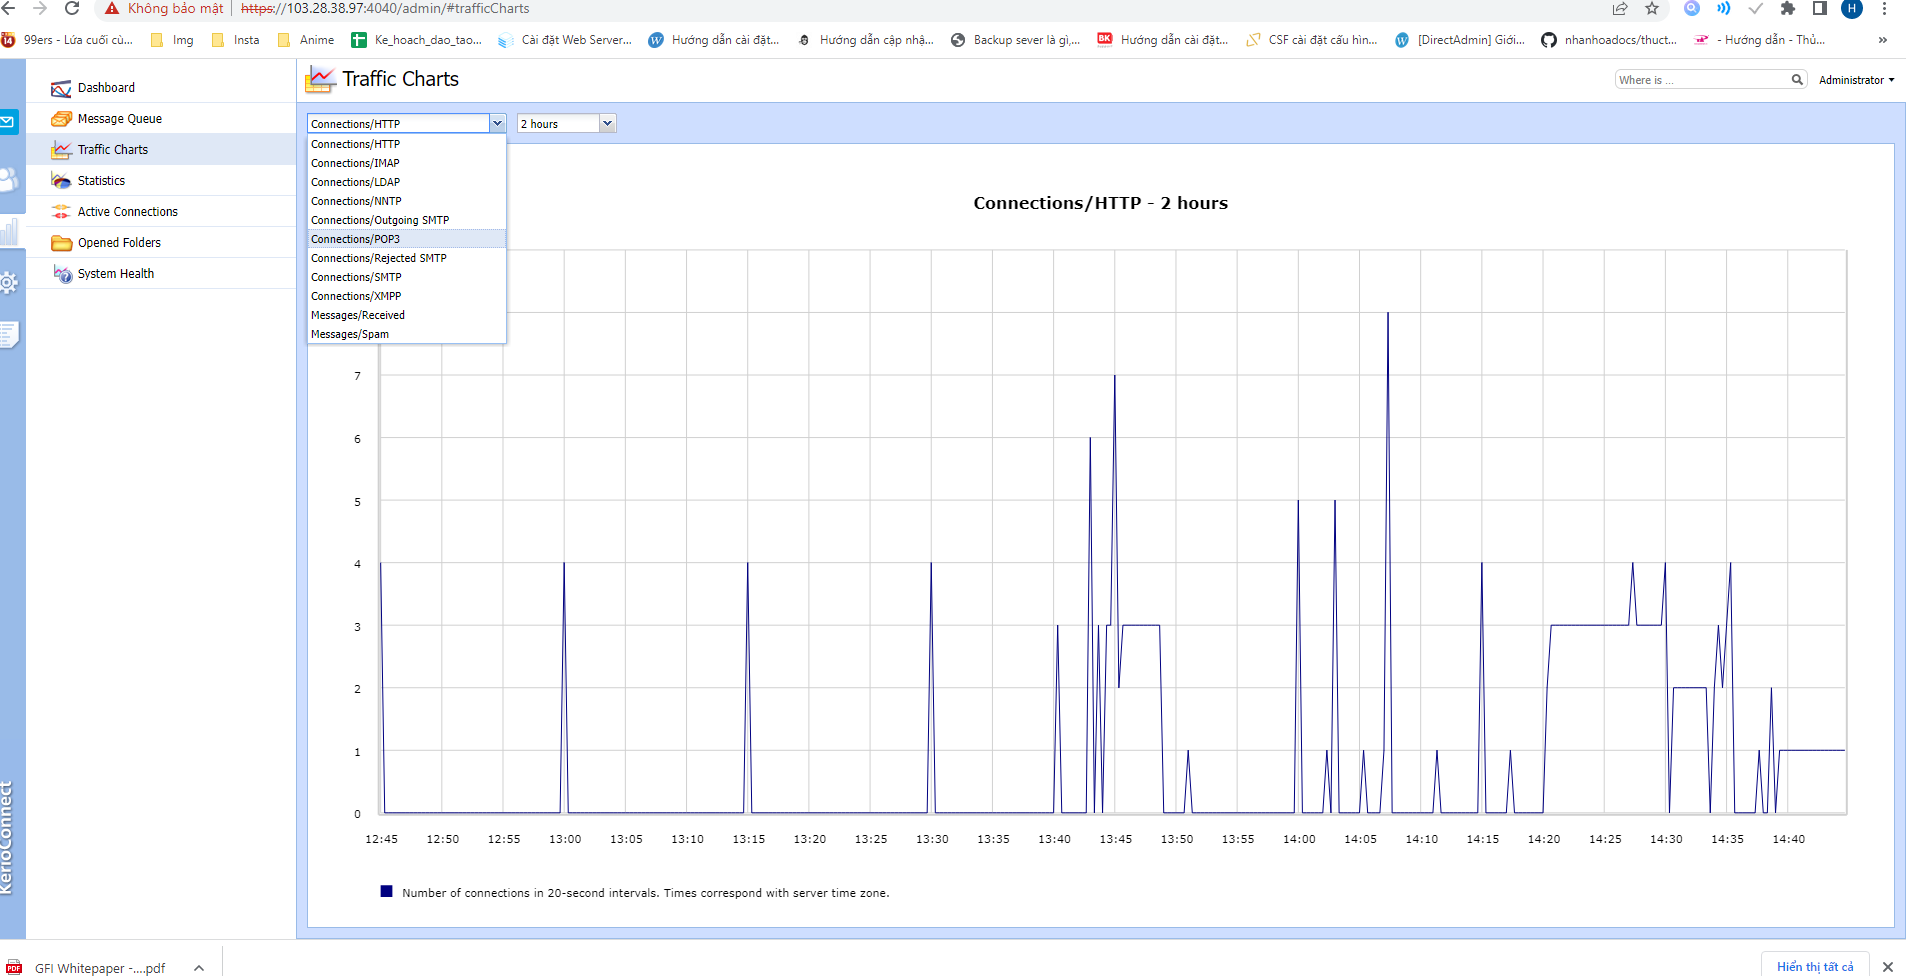 Không bảo mật
https://103.28.38.97:4040/admin/#trafficCharts
H
14 99ers - Lứa cuối cù...
Img
Insta
Anime
Ke_hoach_dao_tao...
Cài đặt Web Server...
Hướng dẫn cài đặt...
Hướng dẫn cập nhậ...
Backup sever là gì,...
BK Hướng dẫn cài đặt...
CSF cài đặt cấu hìn...
[DirectAdmin] Giới...
nhanhoadocs/thuct...
- Hướng dẫn - Thủ...
»
Dashboard
Message Queue
Traffic Charts
Statistics
Active Connections
Opened Folders
System Health
KerioConnect
Traffic Charts
Where is ...
Administrator
Connections/HTTP
2 hours
Connections/HTTP
Connections/IMAP
Connections/LDAP
Connections/NNTP
Connections/Outgoing SMTP
Connections/POP3
Connections/Rejected SMTP
Connections/SMTP
Connections/XMPP
Messages/Received
Messages/Spam
Connections/HTTP - 2 hours
7
6
5
4
3
2
1
0
12:45 12:50 12:55 13:00 13:05 13:10 13:15 13:20 13:25 13:30 13:35 13:40 13:45 13:50 13:55 14:00 14:05 14:10 14:15 14:20 14:25 14:30 14:35 14:40
Number of connections in 20-second intervals. Times correspond with server time zone.
PDF GFI Whitepaper -....pdf
Hiển thị tất cả